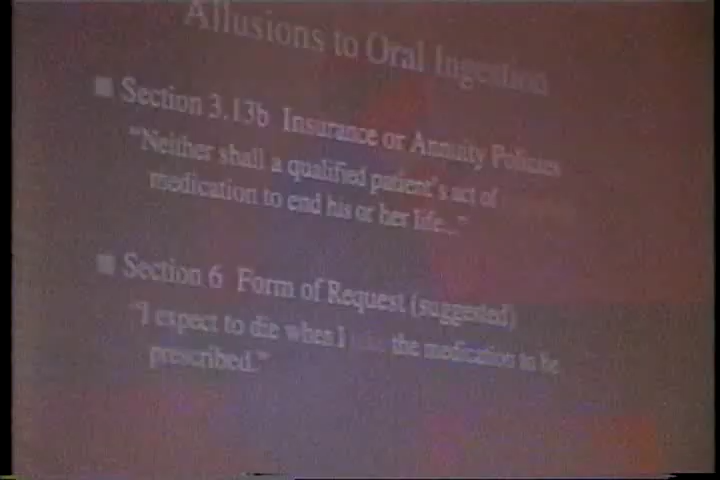 Allusions to Oral Ingestion
Section 3.13b Insurance or Annuity Policies
"Neither shall a qualified patient's act of
medication to end his or her life..."
Section 6 Form of Request (suggested)
"I expect to die when I take the medication to be
prescribed."